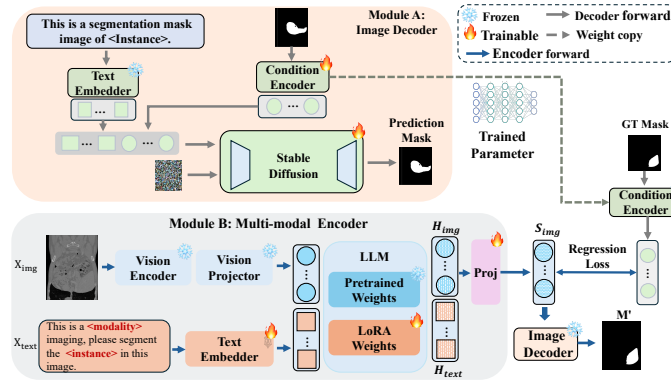 This is a segmentation mask
image of <Instance>.
Module A:
Image Decoder
Frozen
Trainable
Decoder forward
Weight copy
Encoder forward
Text
Embedder
Condition
Encoder
...
...
...
...
Stable
Diffusion
Prediction
Mask
Trained
Parameter
GT Mask
Condition
Encoder
Module B: Multi-modal Encoder
X_img
Vision
Encoder
Vision
Projector
LLM
Pretrained
Weights
LoRA
Weights
H_img
Proj
S_img
Regression
Loss
X_text
This is a <modality>
imaging, please segment
the <instance> in this
image.
Text
Embedder
H_text
Image
Decoder
M'